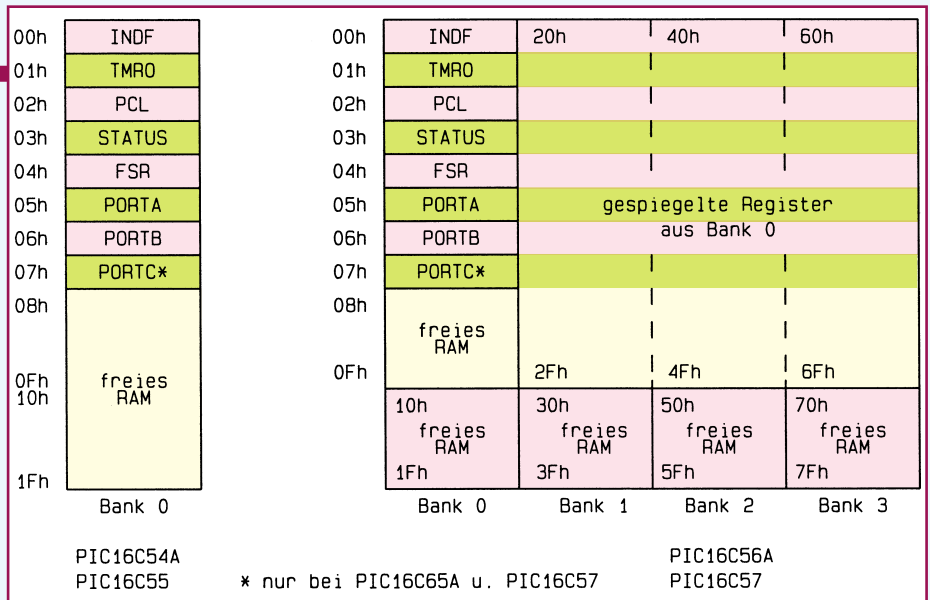 00h INDF 00h INDF 20h 40h 60h
01h TMRO 01h TMRO
02h PCL 02h PCL
03h STATUS 03h STATUS
04h FSR 04h FSR
05h PORTA 05h PORTA gespiegelte Register
06h PORTB 06h PORTB aus Bank 0
07h PORTC* 07h PORTC*
08h 08h
freies
RAM
0Fh 2Fh 4Fh 6Fh
0Fh freies
10h RAM
10h 30h 50h 70h
freies freies freies freies
RAM RAM RAM RAM
1Fh 1Fh 3Fh 5Fh 7Fh
Bank 0 Bank 0 Bank 1 Bank 2 Bank 3
PIC16C54A PIC16C56A
PIC16C55 * nur bei PIC16C65A u. PIC16C57 PIC16C57